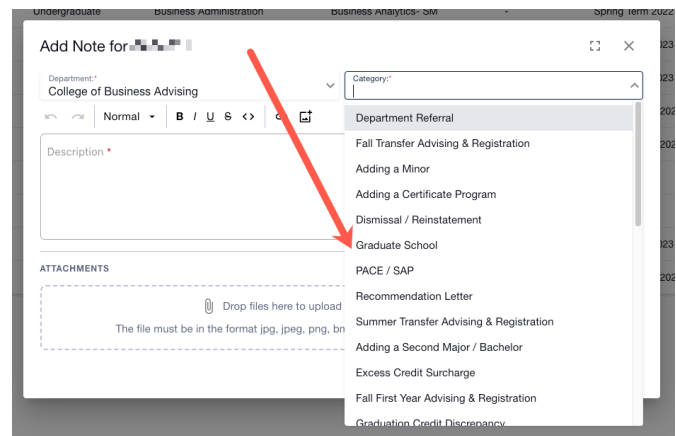 Undergraduate Business Administration Business Analytics- SM - Spring Term 2022
Add Note for
Department:*
College of Business Advising
Category:*
Normal B I U S <>
Description *
ATTACHMENTS
Drop files here to upload
The file must be in the format jpg, jpeg, png,
Department Referral
Fall Transfer Advising & Registration
Adding a Minor
Adding a Certificate Program
Dismissal / Reinstatement
Graduate School
PACE / SAP
Recommendation Letter
Summer Transfer Advising & Registration
Adding a Second Major / Bachelor
Excess Credit Surcharge
Fall First Year Advising & Registration
Graduation Credit Discrepancy